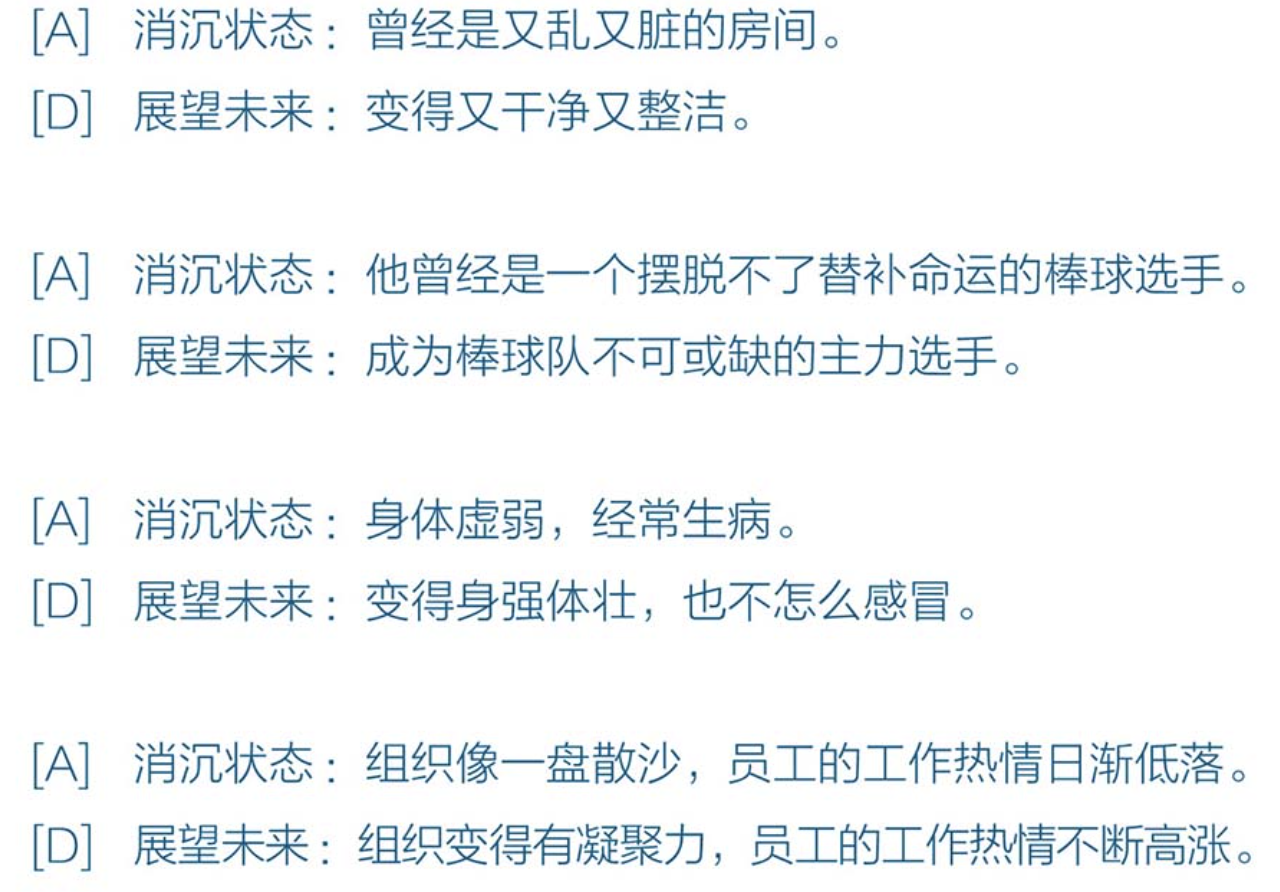 [A] 消沉状态：曾经是又乱又脏的房间。
[D] 展望未来：变得又干净又整洁。
[A] 消沉状态：他曾经是一个摆脱不了替补命运的棒球选手。
[D] 展望未来：成为棒球队不可或缺的主力选手。
[A] 消沉状态：身体虚弱，经常生病。
[D] 展望未来：变得身强体壮，也不怎么感冒。
[A] 消沉状态：组织像一盘散沙，员工的工作热情日渐低落。
[D] 展望未来：组织变得有凝聚力，员工的工作热情不断高涨。